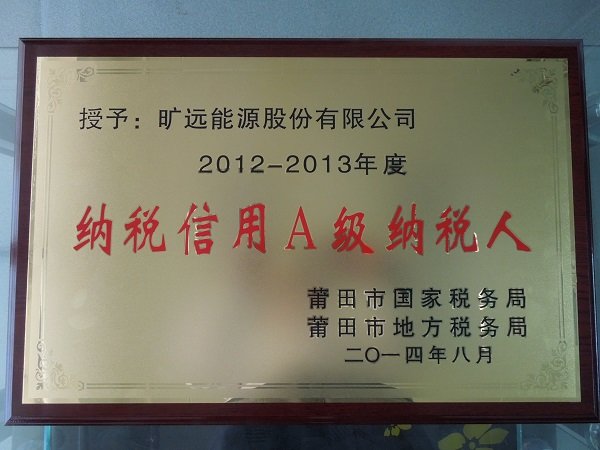 授予：旷远能源股份有限公司
2012-2013年度
纳税信用A级纳税人
莆田市国家税务局
莆田市地方税务局
二〇一四年八月